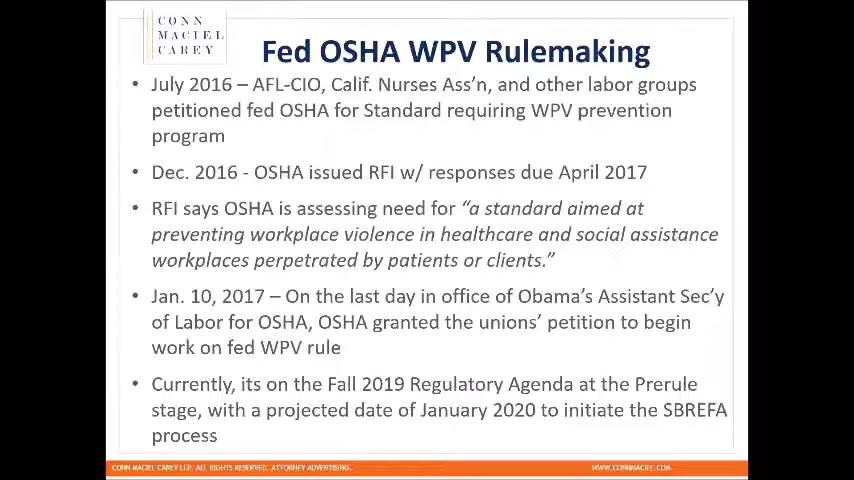 CONN
MACIEL
CAREY
Fed OSHA WPV Rulemaking
• July 2016 – AFL-CIO, Calif. Nurses Ass'n, and other labor groups
petitioned fed OSHA for Standard requiring WPV prevention
program
• Dec. 2016 - OSHA issued RFI w/ responses due April 2017
• RFI says OSHA is assessing need for “a standard aimed at
preventing workplace violence in healthcare and social assistance
workplaces perpetrated by patients or clients.”
• Jan. 10, 2017 – On the last day in office of Obama's Assistant Sec'y
of Labor for OSHA, OSHA granted the unions' petition to begin
work on fed WPV rule
• Currently, its on the Fall 2019 Regulatory Agenda at the Prerule
stage, with a projected date of January 2020 to initiate the SBREFA
process
CONN MACIEL CAREY LLP. ALL RIGHTS RESERVED. ATTORNEY ADVERTISING.
WWW.CONNMACIEL.COM